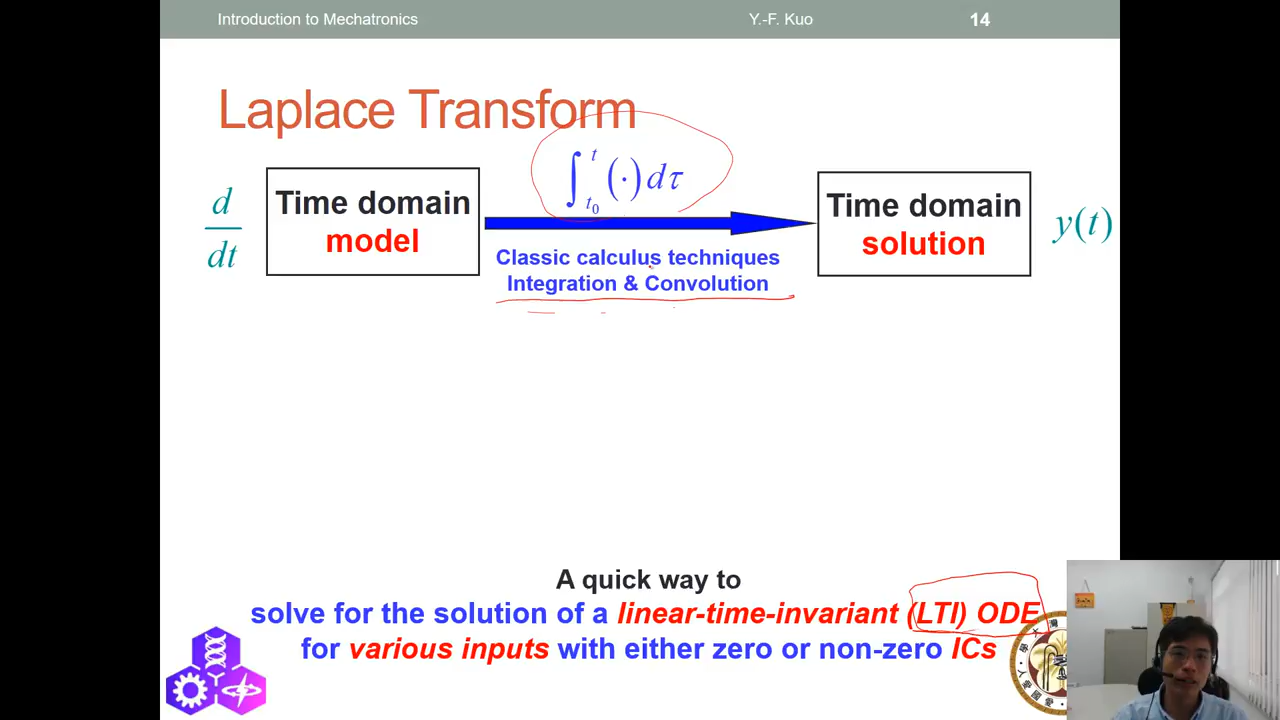 Introduction to Mechatronics
Y.-F. Kuo
14
Laplace Transform
d/dt
Time domain
model
∫_{t_0}^{t} (·) dτ
Classic calculus techniques
Integration & Convolution
Time domain
solution
y(t)
A quick way to
solve for the solution of a linear-time-invariant (LTI) ODE
for various inputs with either zero or non-zero ICs